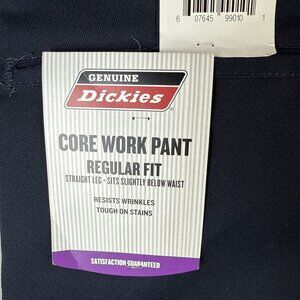 6 07645 99010 1
GENUINE
Dickies
CORE WORK PANT
REGULAR FIT
STRAIGHT LEG - SITS SLIGHTLY BELOW WAIST
RESISTS WRINKLES
TOUGH ON STAINS
SATISFACTION GUARANTEED